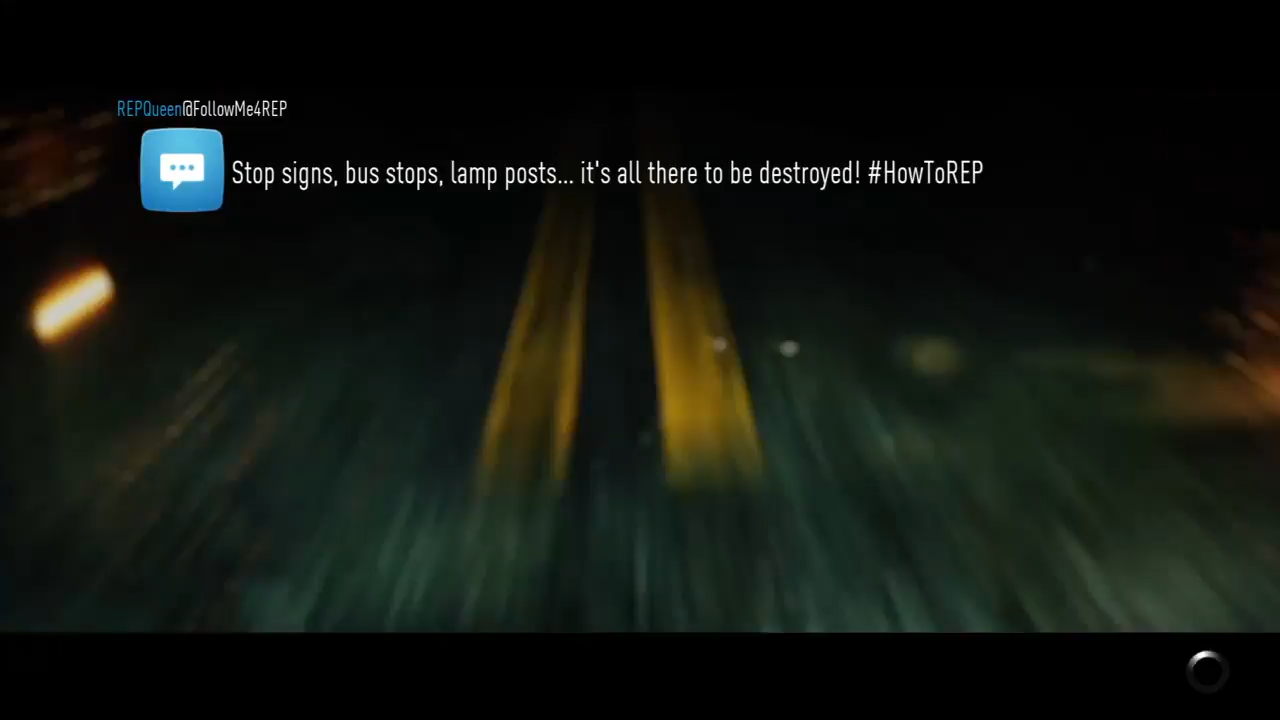 REPQueen@FollowMe4REP
Stop signs, bus stops, lamp posts... it's all there to be destroyed! #HowToREP